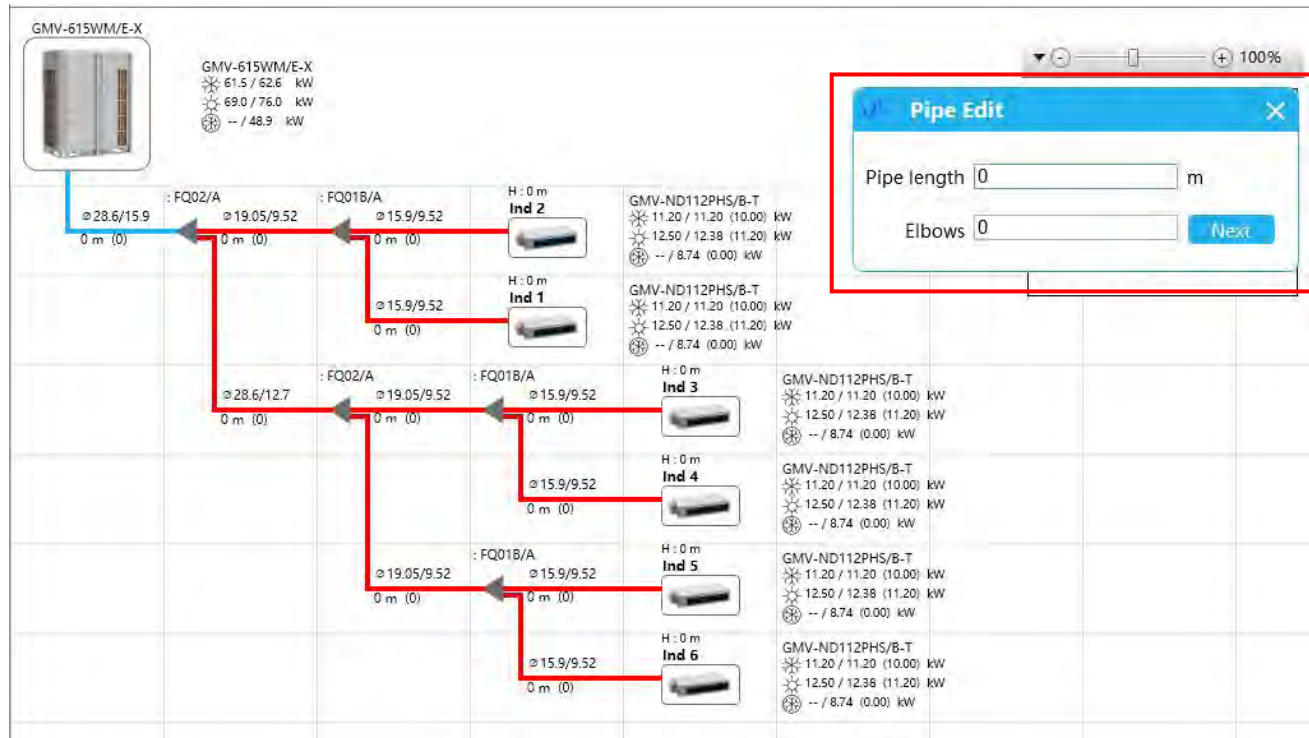 GMV-615WM/E-X
GMV-615WM/E-X
61.5 / 62.6 kW
69.0 / 76.0 kW
-- / 48.9 kW
100%
Pipe Edit
Pipe length 0 m
Elbows 0 Next
: FQ02/A
: FQ01B/A
H : 0 m
Ind 2
⌀28.6/15.9
0 m (0)
⌀19.05/9.52
0 m (0)
⌀15.9/9.52
0 m (0)
GMV-ND112PHS/B-T
11.20 / 11.20 (10.00) kW
12.50 / 12.38 (11.20) kW
-- / 8.74 (0.00) kW
H : 0 m
Ind 1
⌀15.9/9.52
0 m (0)
GMV-ND112PHS/B-T
11.20 / 11.20 (10.00) kW
12.50 / 12.38 (11.20) kW
-- / 8.74 (0.00) kW
: FQ02/A
: FQ01B/A
H : 0 m
Ind 3
⌀28.6/12.7
0 m (0)
⌀19.05/9.52
0 m (0)
⌀15.9/9.52
0 m (0)
GMV-ND112PHS/B-T
11.20 / 11.20 (10.00) kW
12.50 / 12.38 (11.20) kW
-- / 8.74 (0.00) kW
H : 0 m
Ind 4
⌀15.9/9.52
0 m (0)
GMV-ND112PHS/B-T
11.20 / 11.20 (10.00) kW
12.50 / 12.38 (11.20) kW
-- / 8.74 (0.00) kW
: FQ01B/A
H : 0 m
Ind 5
⌀19.05/9.52
0 m (0)
⌀15.9/9.52
0 m (0)
GMV-ND112PHS/B-T
11.20 / 11.20 (10.00) kW
12.50 / 12.38 (11.20) kW
-- / 8.74 (0.00) kW
H : 0 m
Ind 6
⌀15.9/9.52
0 m (0)
GMV-ND112PHS/B-T
11.20 / 11.20 (10.00) kW
12.50 / 12.38 (11.20) kW
-- / 8.74 (0.00) kW